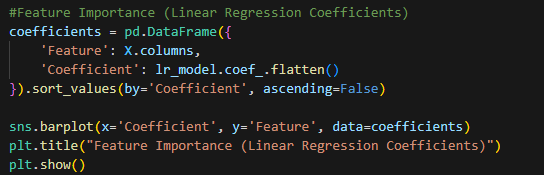 #Feature Importance (Linear Regression Coefficients)
coefficients = pd.DataFrame({
    'Feature': X.columns,
    'Coefficient': lr_model.coef_.flatten()
}).sort_values(by='Coefficient', ascending=False)

sns.barplot(x='Coefficient', y='Feature', data=coefficients)
plt.title("Feature Importance (Linear Regression Coefficients)")
plt.show()